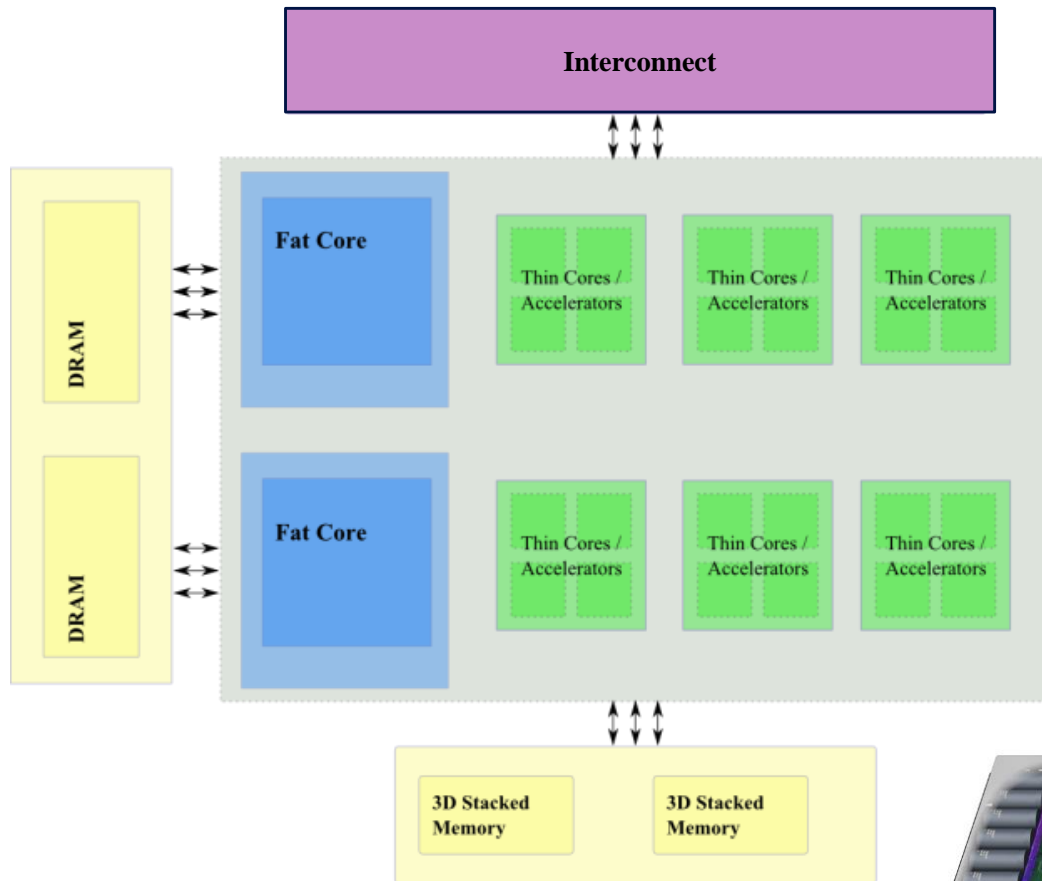 Interconnect
Fat Core
Thin Cores /
Accelerators
Thin Cores /
Accelerators
Thin Cores /
Accelerators
DRAM
Fat Core
Thin Cores /
Accelerators
Thin Cores /
Accelerators
Thin Cores /
Accelerators
DRAM
3D Stacked
Memory
3D Stacked
Memory